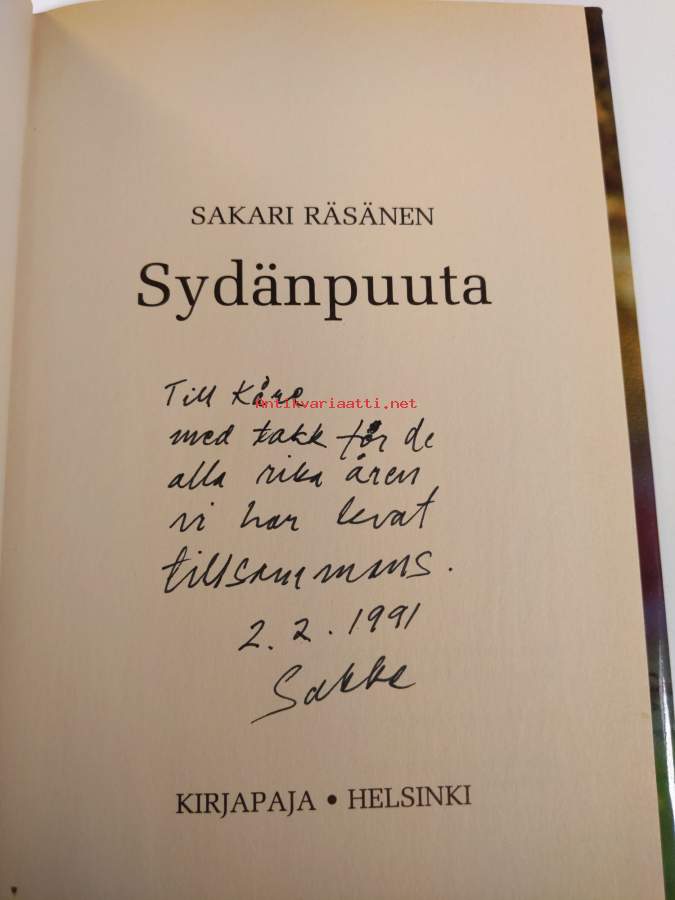 SAKARI RÄSÄNEN
Sydänpuuta
Till Kåre
Antikvariaatti.net
med takk för de
alla rika åren
vi har levat
tillsammans.
2.2.1991
Sakke
KIRJAPAJA • HELSINKI